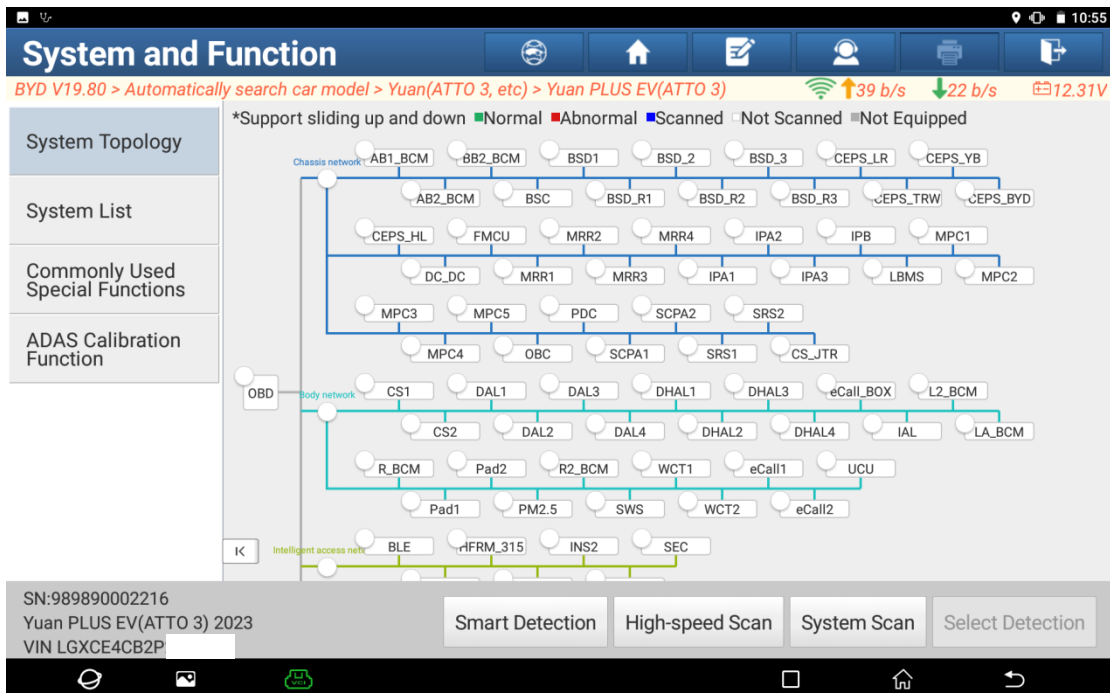 10:55
System and Function
BYD V19.80 > Automatically search car model > Yuan(ATTO 3, etc) > Yuan PLUS EV(ATTO 3)
39 b/s
22 b/s
12.31V
System Topology
System List
Commonly Used
Special Functions
ADAS Calibration
Function
*Support sliding up and down Normal Abnormal Scanned Not Scanned Not Equipped
OBD
Chassis network
AB1_BCM BB2_BCM BSD1 BSD_2 BSD_3 CEPS_LR CEPS_YB
AB2_BCM BSC BSD_R1 BSD_R2 BSD_R3 CEPS_TRW CEPS_BYD
CEPS_HL FMCU MRR2 MRR4 IPA2 IPB MPC1
DC_DC MRR1 MRR3 IPA1 IPA3 LBMS MPC2
MPC3 MPC5 PDC SCPA2 SRS2
MPC4 OBC SCPA1 SRS1 CS_JTR
Body network
CS1 DAL1 DAL3 DHAL1 DHAL3 eCall_BOX L2_BCM
CS2 DAL2 DAL4 DHAL2 DHAL4 IAL LA_BCM
R_BCM Pad2 R2_BCM WCT1 eCall1 UCU
Pad1 PM2.5 SWS WCT2 eCall2
Intelligent access net
BLE HFRM_315 INS2 SEC
SN:989890002216
Yuan PLUS EV(ATTO 3) 2023
VIN LGXCE4CB2P
Smart Detection
High-speed Scan
System Scan
Select Detection
VCI